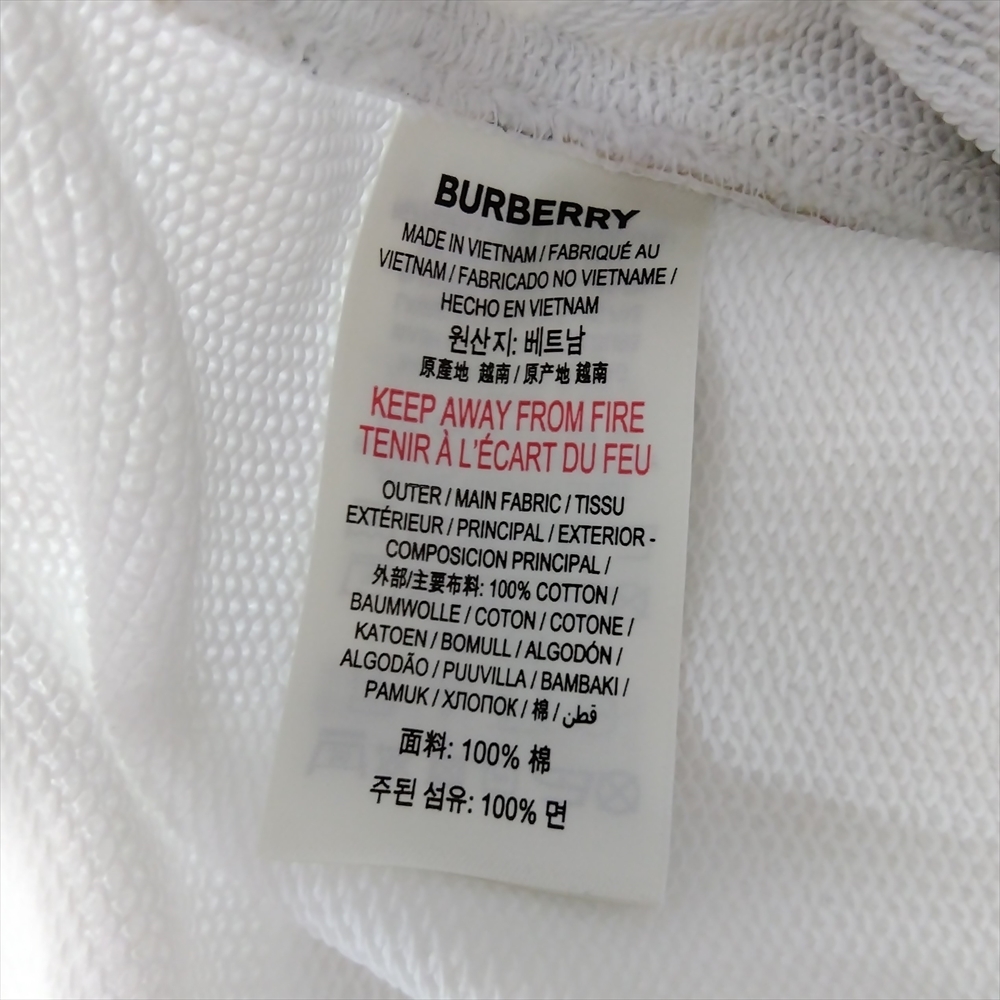 BURBERRY
MADE IN VIETNAM / FABRIQUÉ AU
VIETNAM / FABRICADO NO VIETNAME /
HECHO EN VIETNAM
원산지: 베트남
原產地 越南 / 原产地 越南
KEEP AWAY FROM FIRE
TENIR À L'ÉCART DU FEU
OUTER / MAIN FABRIC / TISSU
EXTÉRIEUR / PRINCIPAL / EXTERIOR -
COMPOSICION PRINCIPAL /
外部/主要布料: 100% COTTON /
BAUMWOLLE / COTON / COTONE /
KATOEN / BOMULL / ALGODÓN /
ALGODÃO / PUUVILLA / BAMBAKI /
PAMUK / ХЛОПОК / 棉 / قطن
面料: 100% 棉
주된 섬유: 100% 면